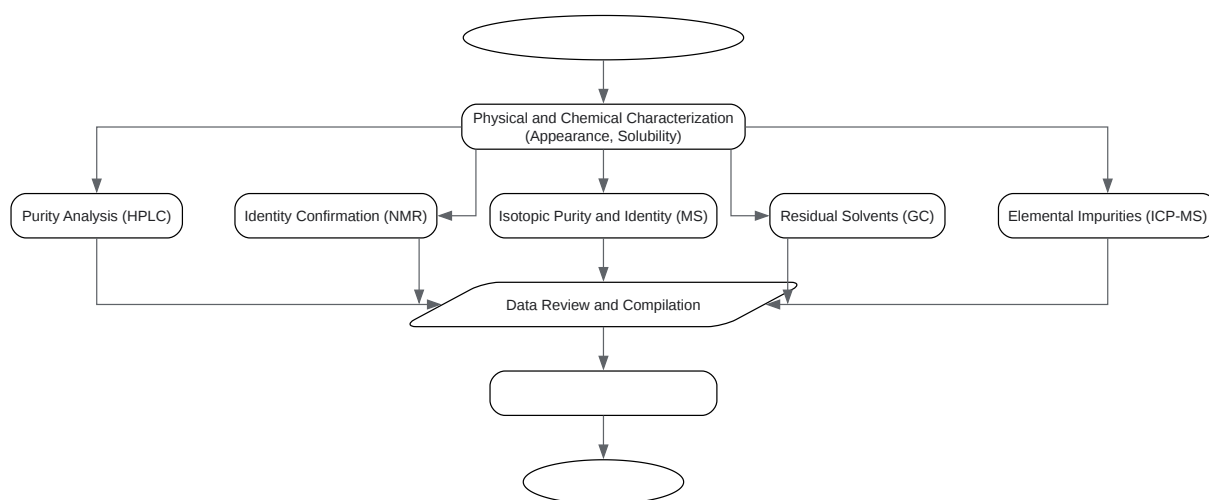 Physical and Chemical Characterization
(Appearance, Solubility)
Purity Analysis (HPLC)
Identity Confirmation (NMR)
Isotopic Purity and Identity (MS)
Residual Solvents (GC)
Elemental Impurities (ICP-MS)
Data Review and Compilation